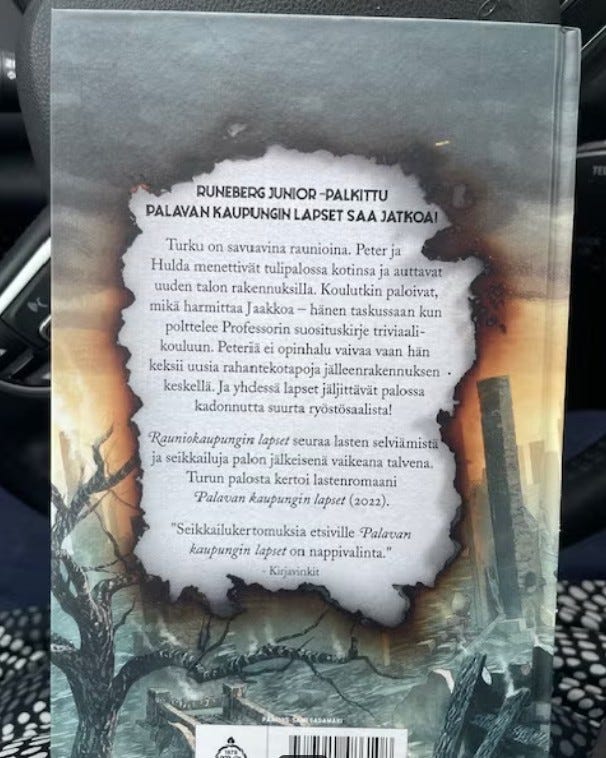 RUNEBERG JUNIOR -PALKITTU
PALAVAN KAUPUNGIN LAPSET SAA JATKOA!
Turku on savuavina raunioina. Peter ja
Hulda menettivät tulipalossa kotinsa ja auttavat
uuden talon rakennuksilla. Koulutkin paloivat,
mikä harmittaa Jaakkoa – hänen taskussaan kun
polttelee Professorin suosituskirje triviaali-
kouluun. Peteriä ei opinhalu vaivaa vaan hän
keksii uusia rahantekotapoja jälleenrakennuksen
keskellä. Ja yhdessä lapset jäljittävät palossa
kadonnutta suurta ryöstösaalista!
Rauniokaupungin lapset seuraa lasten selviämistä
ja seikkailuja palon jälkeisenä vaikeana talvena.
Turun palosta kertoi lastenromaani
Palavan kaupungin lapset (2022).
"Seikkailukertomuksia etsiville Palavan
kaupungin lapset on nappivalinta."
- Kirjavinkit